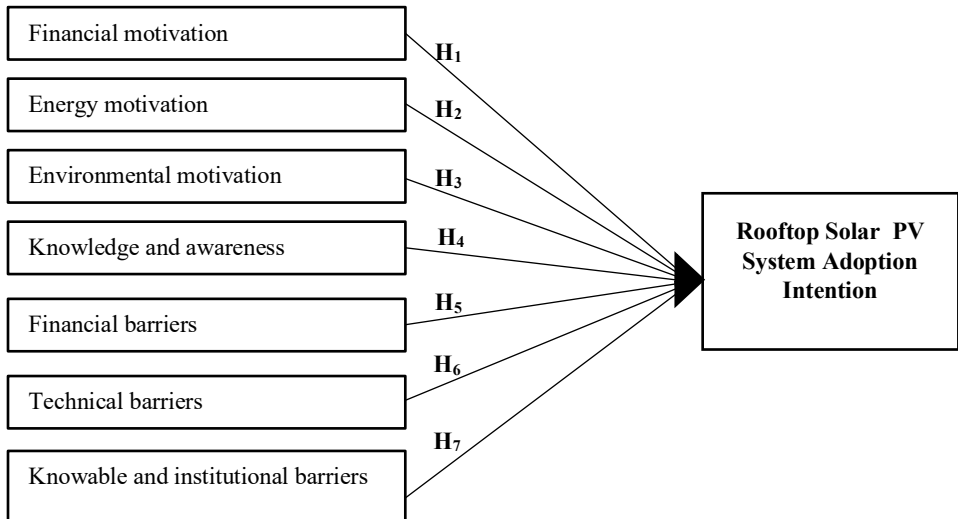 Financial motivation
H₁
Energy motivation
H₂
Environmental motivation
H₃
Knowledge and awareness
H₄
Financial barriers
H₅
Technical barriers
H₆
Knowable and institutional barriers
H₇
Rooftop Solar PV
System Adoption
Intention